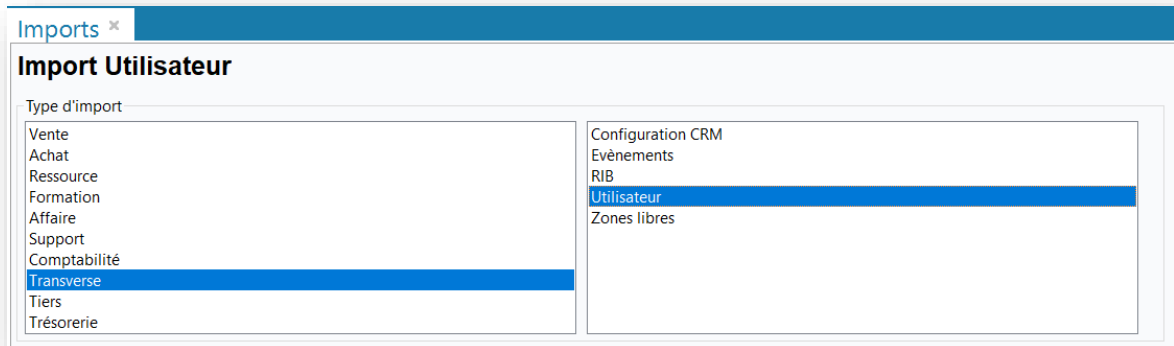 Imports ×
Import Utilisateur
Type d'import
Vente
Achat
Ressource
Formation
Affaire
Support
Comptabilité
Transverse
Tiers
Trésorerie
Configuration CRM
Evènements
RIB
Utilisateur
Zones libres